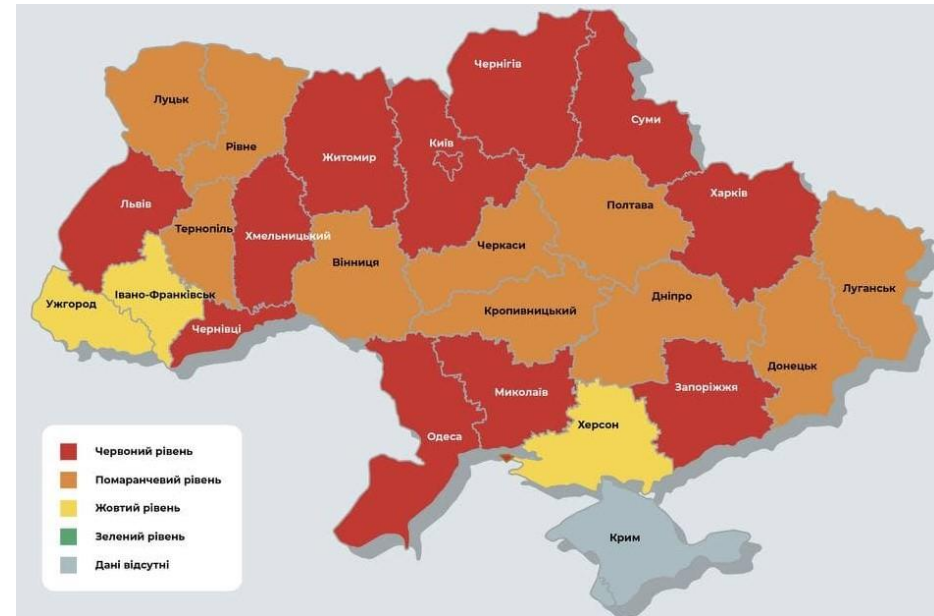 Чернігів
Суми
Луцьк
Рівне
Житомир
Київ
Львів
Тернопіль
Хмельницький
Вінниця
Черкаси
Полтава
Харків
Ужгород
Івано-Франківськ
Чернівці
Кропивницький
Дніпро
Луганськ
Донецьк
Одеса
Миколаїв
Запоріжжя
Херсон
Крим
Червоний рівень
Помаранчевий рівень
Жовтий рівень
Зелений рівень
Дані відсутні